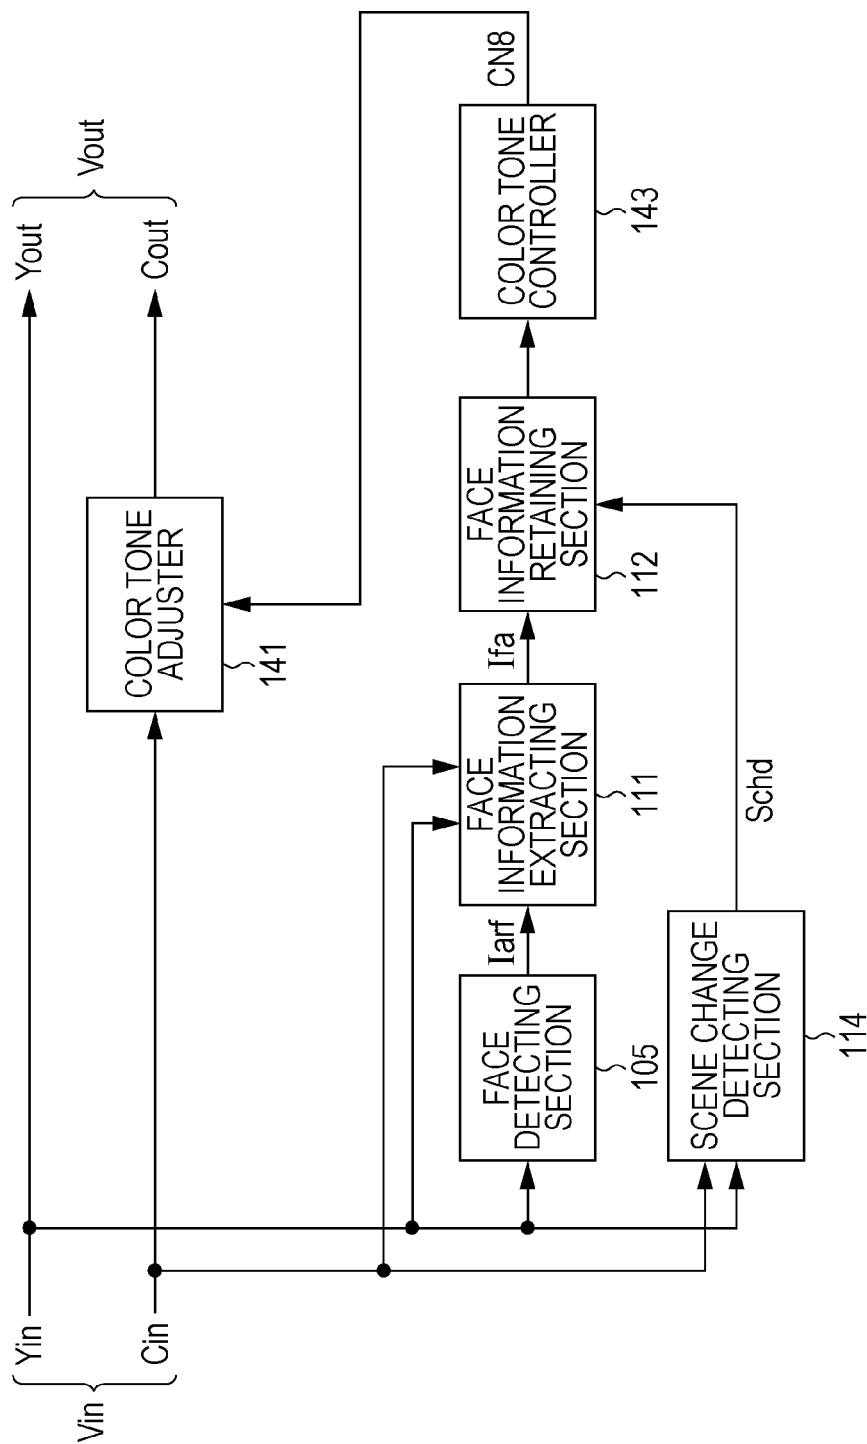 Vin
Yin
Cin
Yout
Cout
Vout
COLOR TONE
ADJUSTER
141
FACE
DETECTING
SECTION
105
Iarf
FACE
INFORMATION
EXTRACTING
SECTION
111
Ifa
FACE
INFORMATION
RETAINING
SECTION
112
COLOR TONE
CONTROLLER
143
CN8
SCENE CHANGE
DETECTING
SECTION
114
Schd